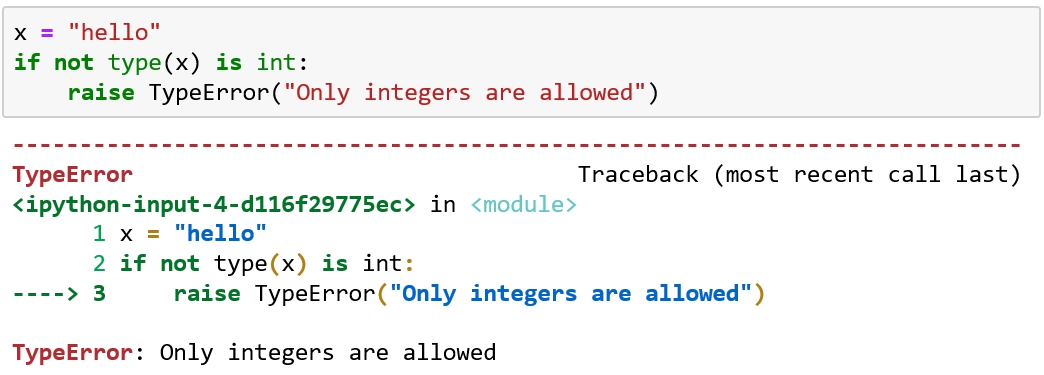 x = "hello"
if not type(x) is int:
    raise TypeError("Only integers are allowed")
---------------------------------------------------------------------------
TypeError                                 Traceback (most recent call last)
<ipython-input-4-d116f29775ec> in <module>
      1 x = "hello"
      2 if not type(x) is int:
----> 3     raise TypeError("Only integers are allowed")
TypeError: Only integers are allowed